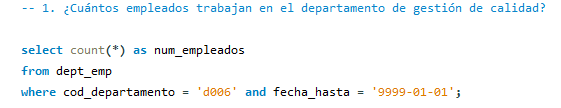 -- 1. ¿Cuántos empleados trabajan en el departamento de gestión de calidad?
select count(*) as num_empleados
from dept_emp
where cod_departamento = 'd006' and fecha_hasta = '9999-01-01';